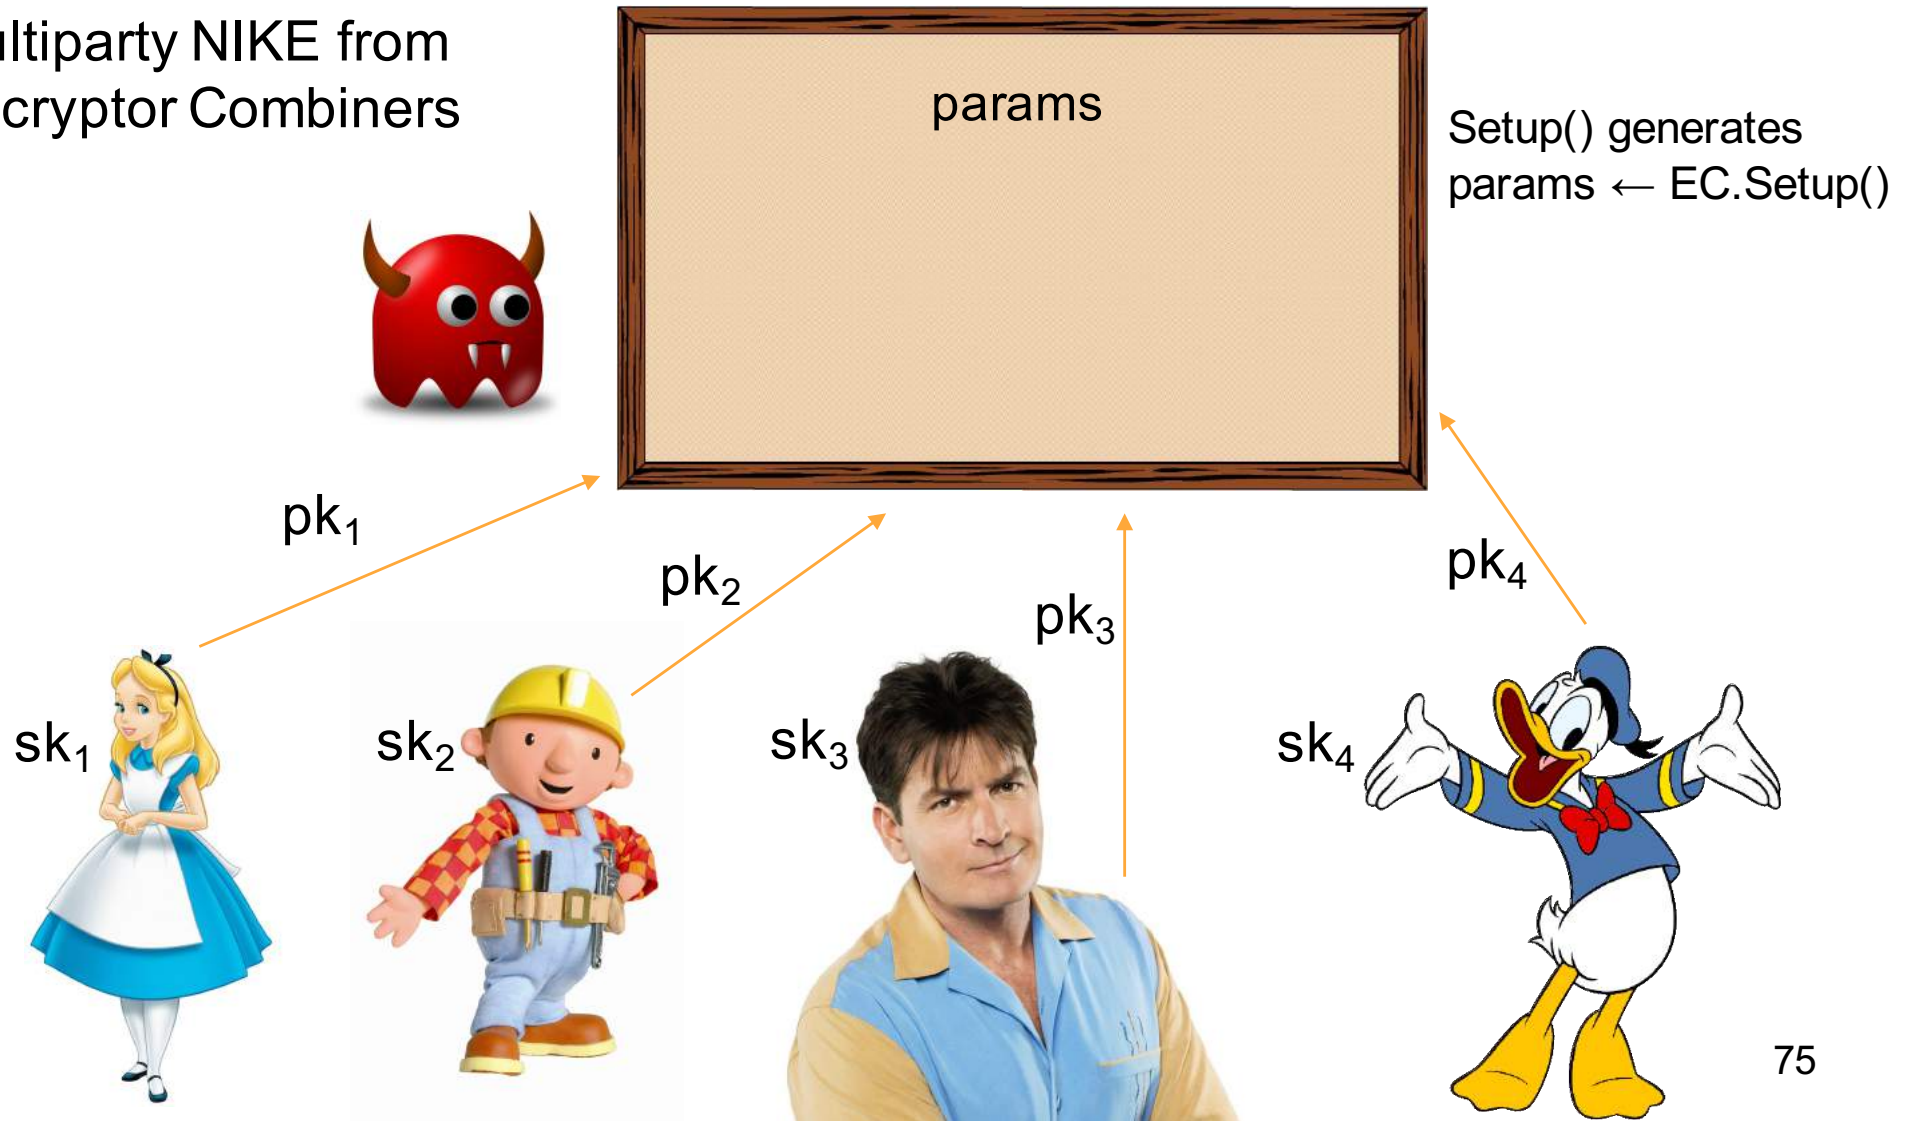 ultiparty NIKE from
cryptor Combiners
params
Setup() generates
params ← EC.Setup()
pk₁
pk₂
pk₃
pk₄
sk₁
sk₂
sk₃
sk₄
75